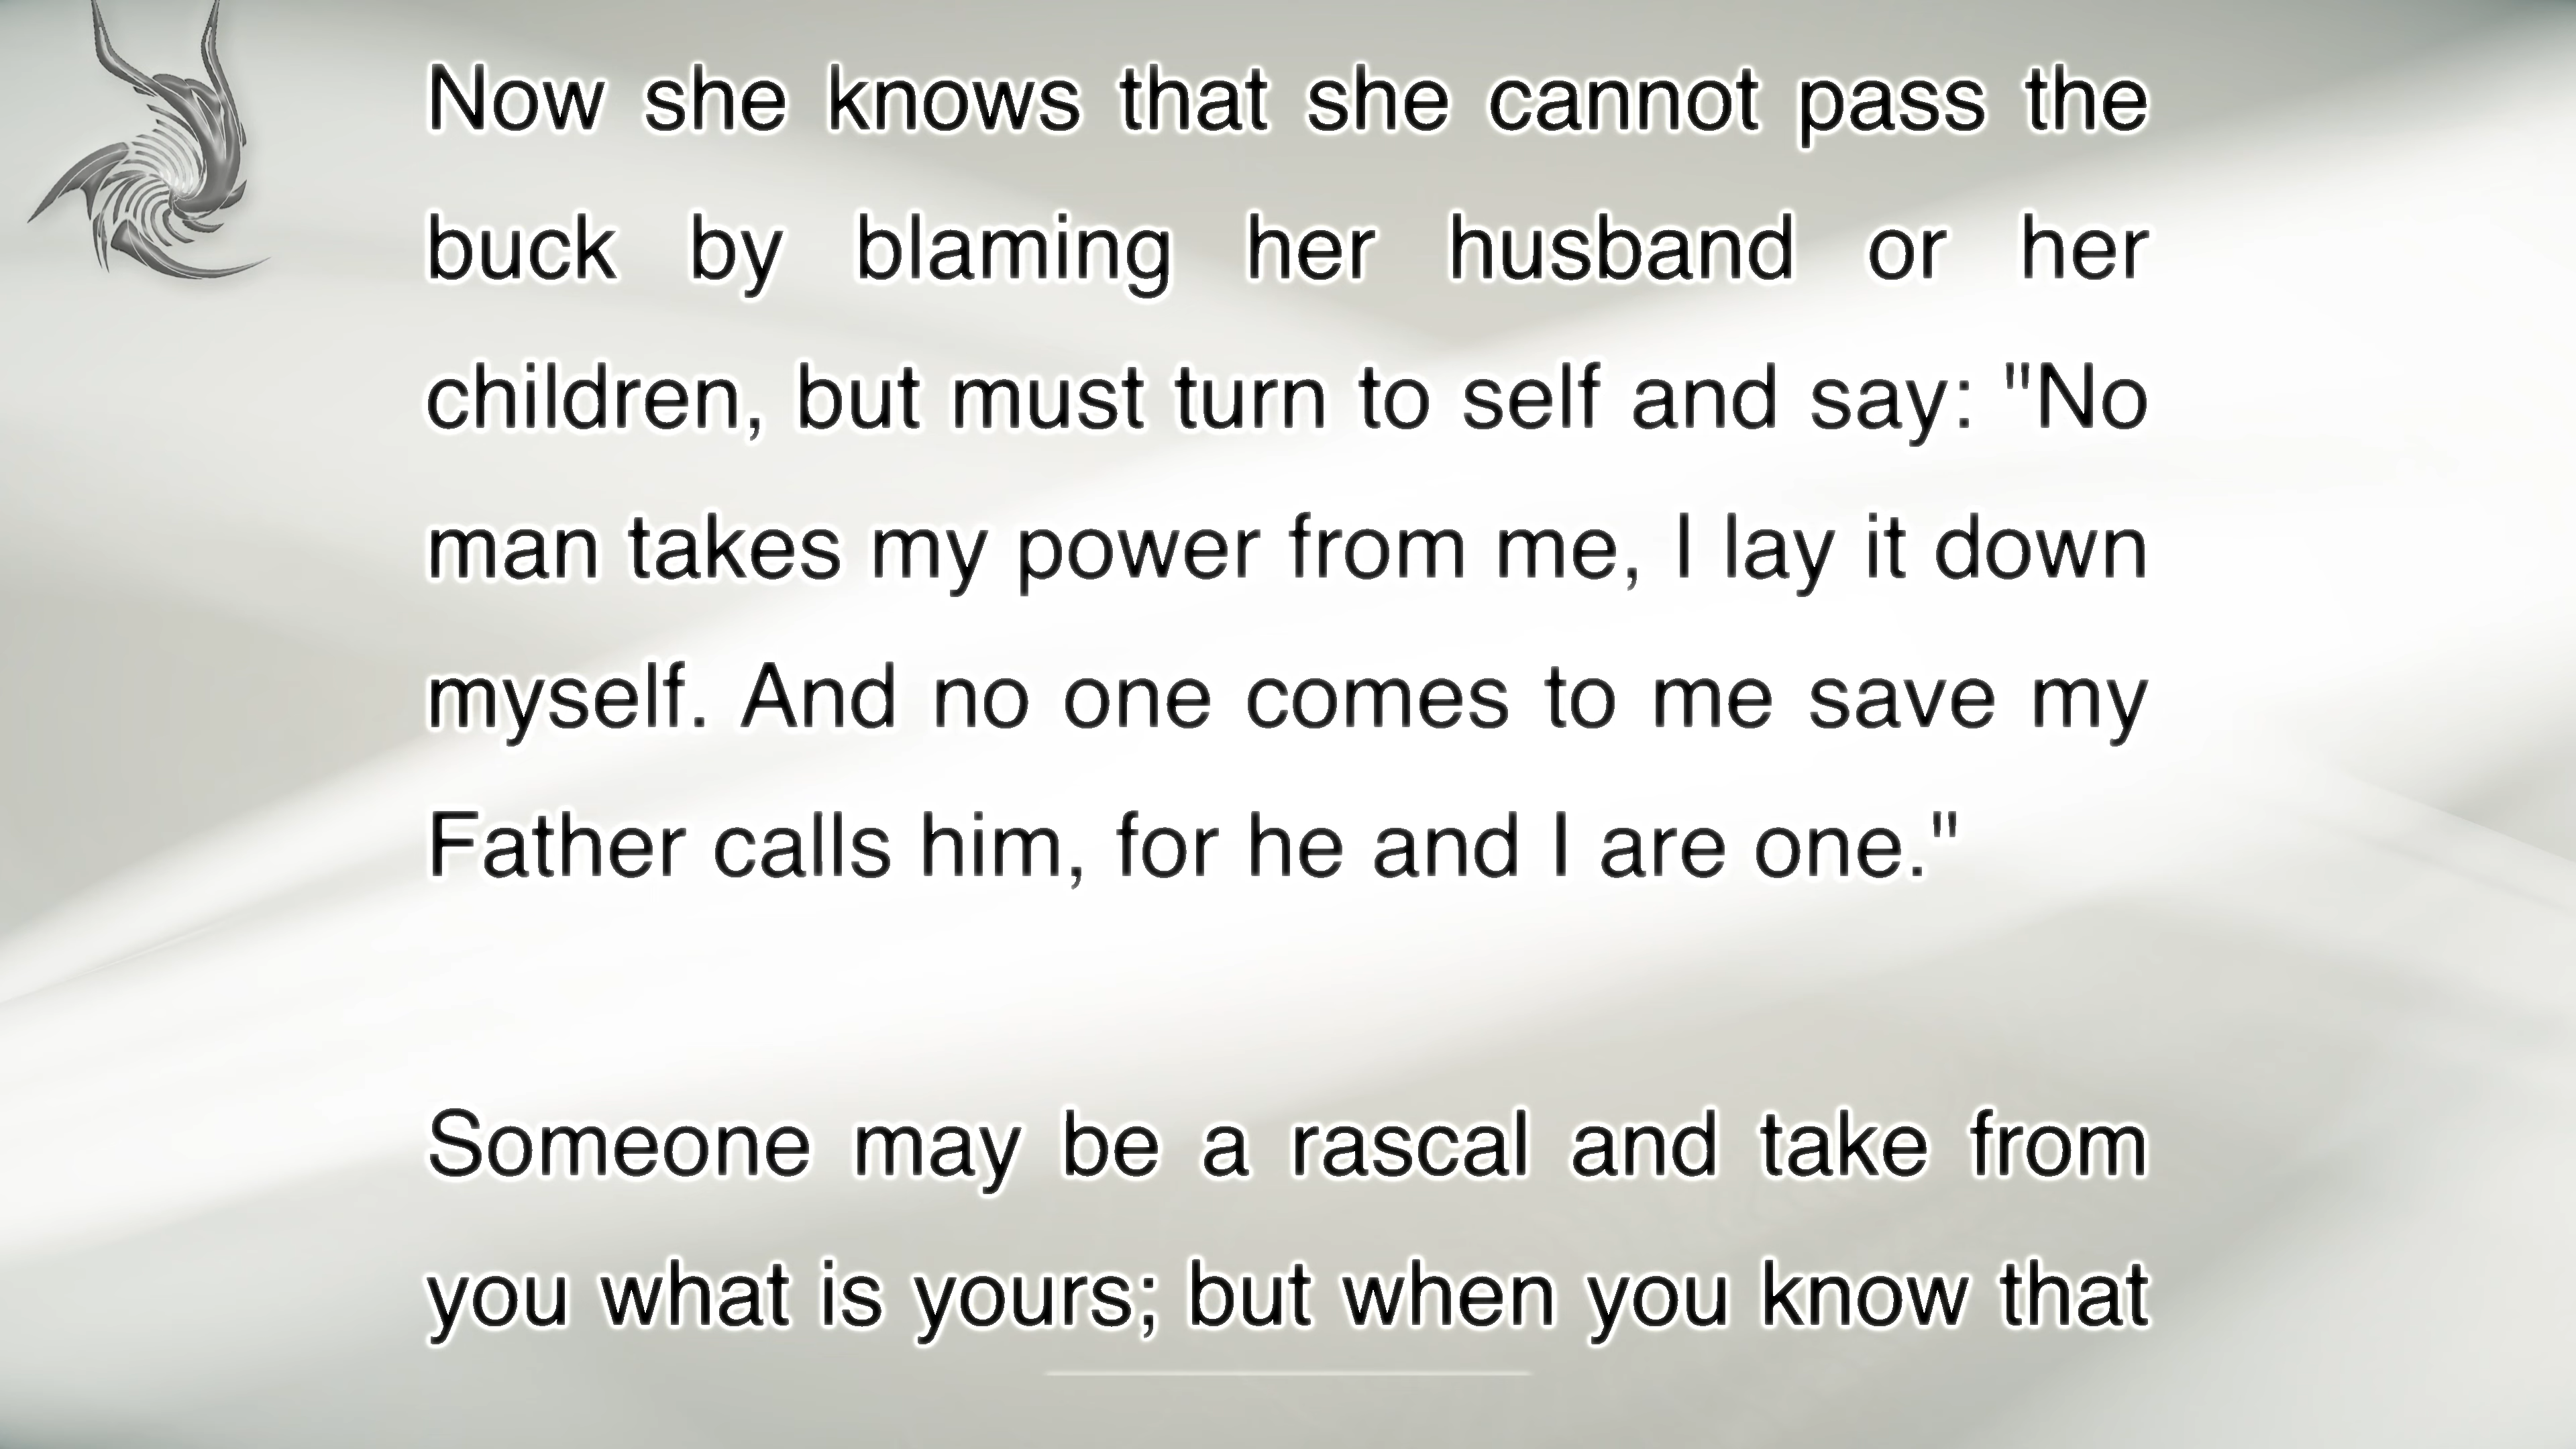 Now she knows that she cannot pass the
buck by blaming her husband or her
children, but must turn to self and say: "No
man takes my power from me, I lay it down
myself. And no one comes to me save my
Father calls him, for he and I are one."
Someone may be a rascal and take from
you what is yours; but when you know that